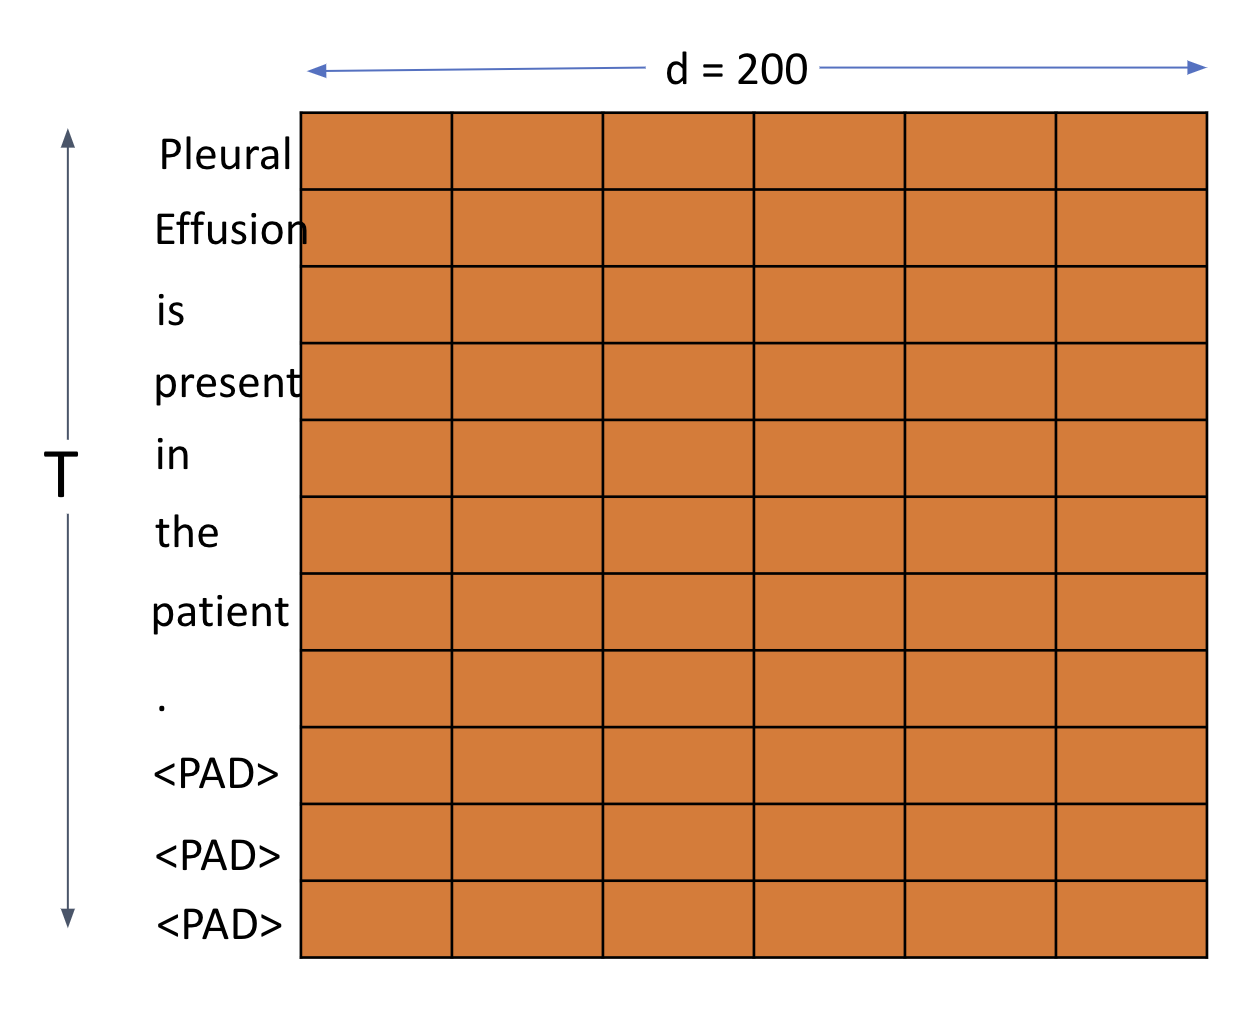 d = 200
Pleural
Effusion
is
present
in
T
the
patient
.
<PAD>
<PAD>
<PAD>